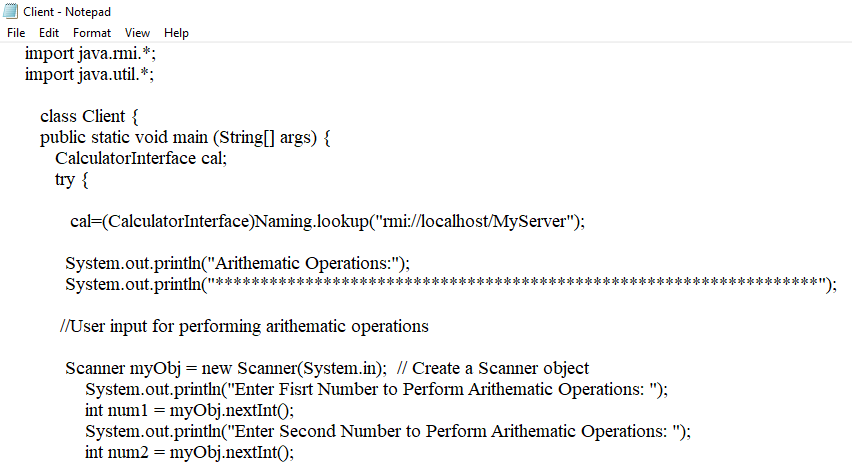 Client - Notepad
File Edit Format View Help
import java.rmi.*;
import java.util.*;
class Client {
public static void main (String[] args) {
CalculatorInterface cal;
try {
cal=(CalculatorInterface)Naming.lookup("rmi://localhost/MyServer");
System.out.println("Arithematic Operations:");
System.out.println("*******************************************************************");
//User input for performing arithematic operations
Scanner myObj = new Scanner(System.in);  // Create a Scanner object
System.out.println("Enter Fisrt Number to Perform Arithematic Operations: ");
int num1 = myObj.nextInt();
System.out.println("Enter Second Number to Perform Arithematic Operations: ");
int num2 = myObj.nextInt();